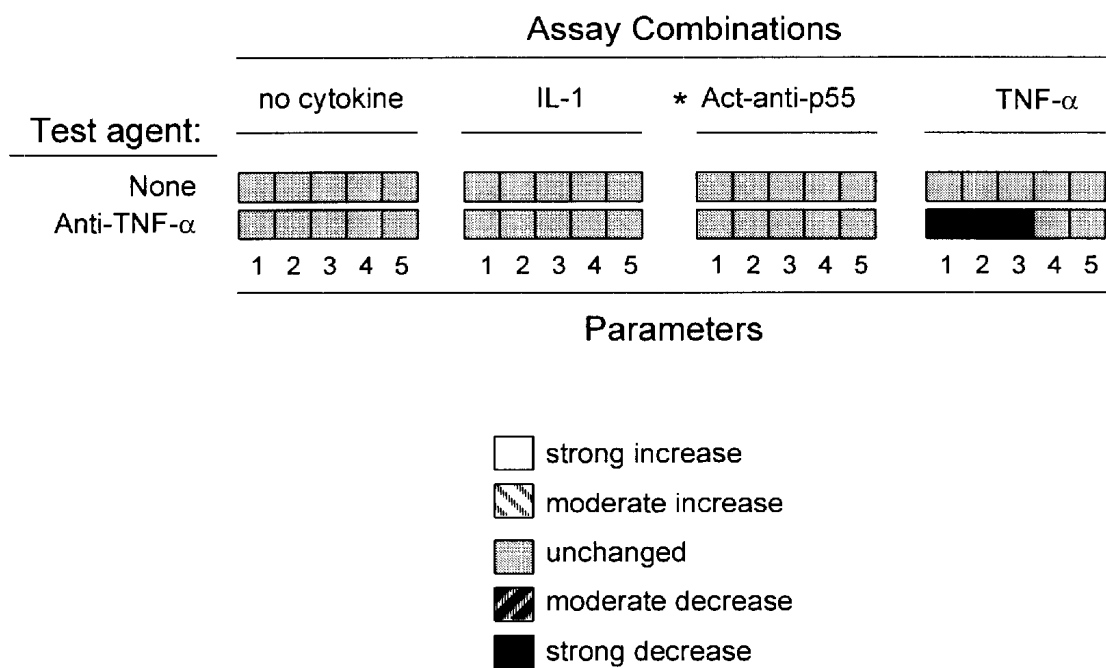 Assay Combinations
no cytokine IL-1 * Act-anti-p55 TNF-α
Test agent:
None
Anti-TNF-α
1 2 3 4 5 1 2 3 4 5 1 2 3 4 5 1 2 3 4 5
Parameters
strong increase
moderate increase
unchanged
moderate decrease
strong decrease